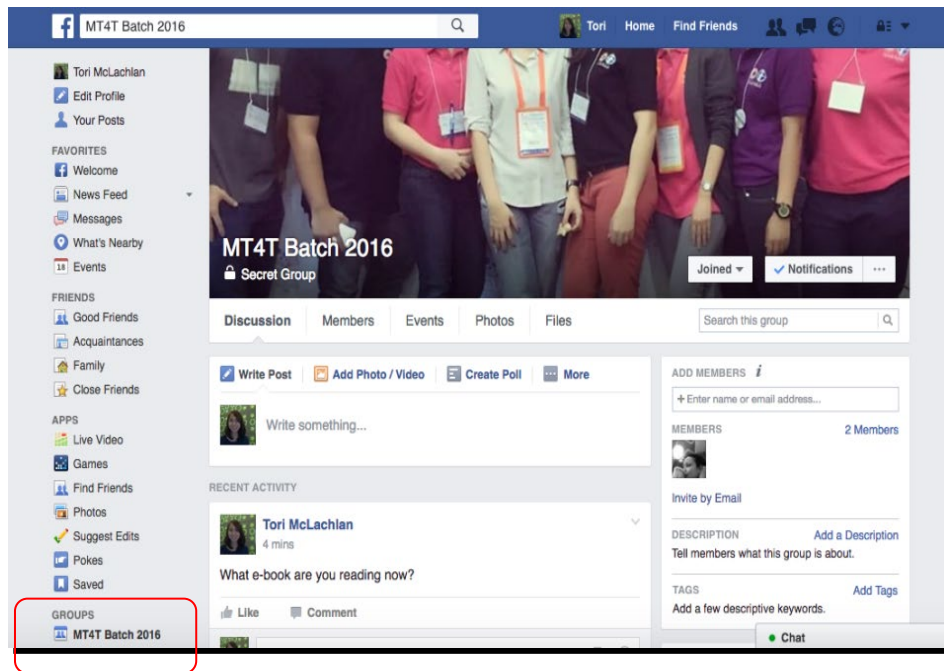 MT4T Batch 2016
Tori
Home
Find Friends
Tori McLachlan
Edit Profile
Your Posts
FAVORITES
Welcome
News Feed
Messages
What's Nearby
18 Events
FRIENDS
Good Friends
Acquaintances
Family
Close Friends
APPS
Live Video
Games
Find Friends
Photos
Suggest Edits
Pokes
Saved
GROUPS
MT4T Batch 2016
MT4T Batch 2016
Secret Group
Joined
Notifications
Discussion
Members
Events
Photos
Files
Search this group
Write Post
Add Photo / Video
Create Poll
More
Write something...
RECENT ACTIVITY
Tori McLachlan
4 mins
What e-book are you reading now?
Like
Comment
ADD MEMBERS i
+ Enter name or email address...
MEMBERS
2 Members
Invite by Email
DESCRIPTION
Add a Description
Tell members what this group is about.
TAGS
Add Tags
Add a few descriptive keywords.
Chat